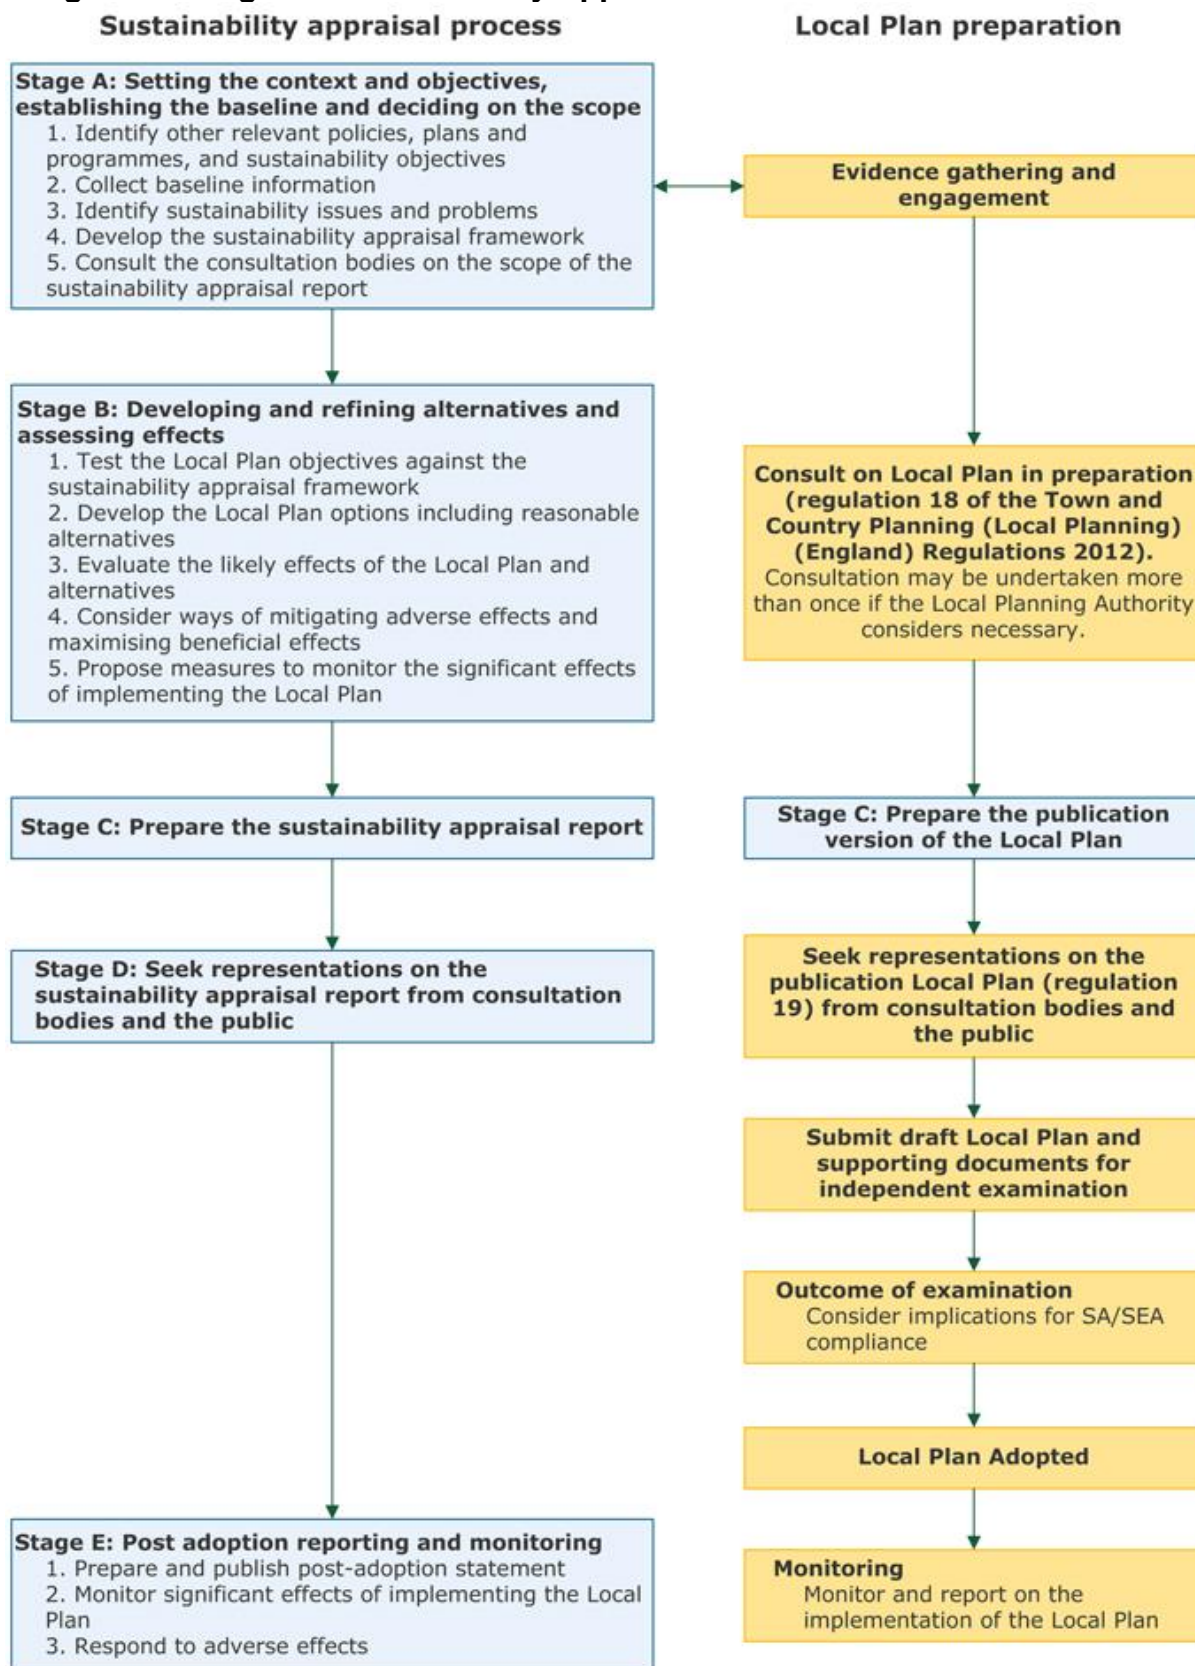 Sustainability appraisal process
Stage A: Setting the context and objectives,
establishing the baseline and deciding on the scope
1. Identify other relevant policies, plans and
programmes, and sustainability objectives
2. Collect baseline information
3. Identify sustainability issues and problems
4. Develop the sustainability appraisal framework
5. Consult the consultation bodies on the scope of the
sustainability appraisal report
Stage B: Developing and refining alternatives and
assessing effects
1. Test the Local Plan objectives against the
sustainability appraisal framework
2. Develop the Local Plan options including reasonable
alternatives
3. Evaluate the likely effects of the Local Plan and
alternatives
4. Consider ways of mitigating adverse effects and
maximising beneficial effects
5. Propose measures to monitor the significant effects
of implementing the Local Plan
Stage C: Prepare the sustainability appraisal report
Stage D: Seek representations on the
sustainability appraisal report from consultation
bodies and the public
Stage E: Post adoption reporting and monitoring
1. Prepare and publish post-adoption statement
2. Monitor significant effects of implementing the Local
Plan
3. Respond to adverse effects
Local Plan preparation
Evidence gathering and
engagement
Consult on Local Plan in preparation
(regulation 18 of the Town and
Country Planning (Local Planning)
(England) Regulations 2012).
Consultation may be undertaken more
than once if the Local Planning Authority
considers necessary.
Stage C: Prepare the publication
version of the Local Plan
Seek representations on the
publication Local Plan (regulation
19) from consultation bodies and
the public
Submit draft Local Plan and
supporting documents for
independent examination
Outcome of examination
Consider implications for SA/SEA
compliance
Local Plan Adopted
Monitoring
Monitor and report on the
implementation of the Local Plan